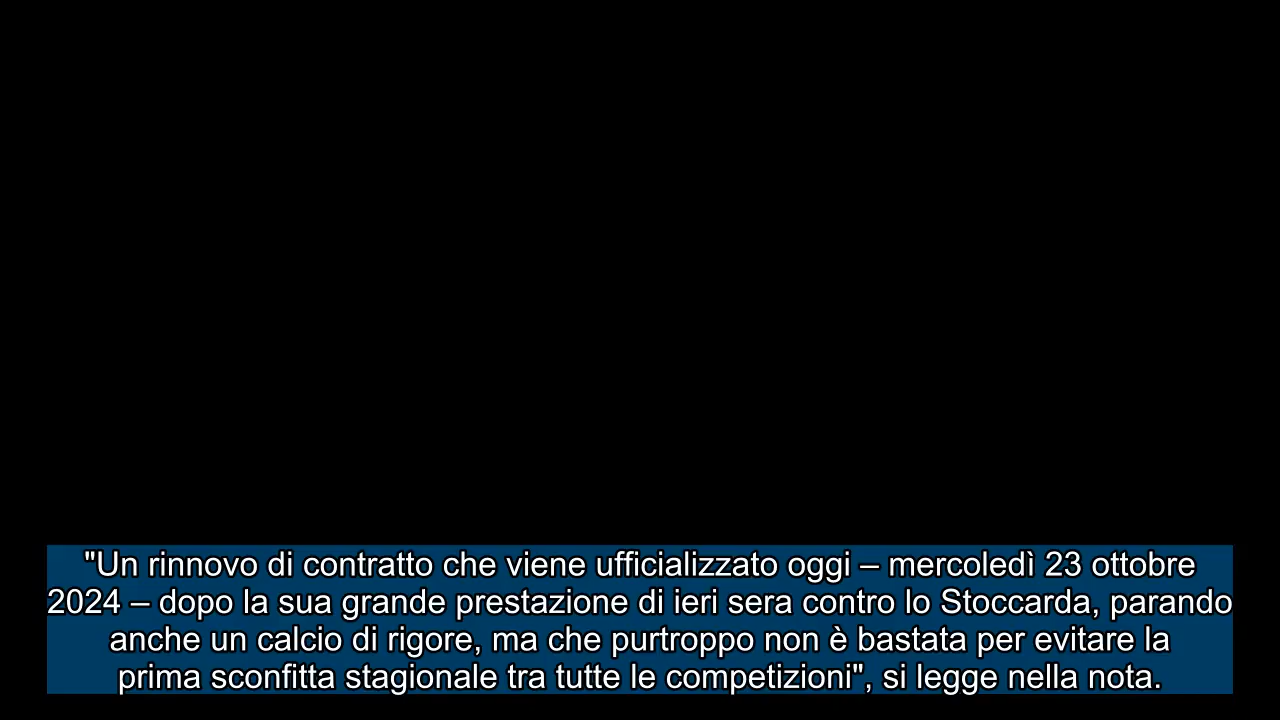 "Un rinnovo di contratto che viene ufficializzato oggi – mercoledì 23 ottobre
2024 – dopo la sua grande prestazione di ieri sera contro lo Stoccarda, parando
anche un calcio di rigore, ma che purtroppo non è bastata per evitare la
prima sconfitta stagionale tra tutte le competizioni", si legge nella nota.